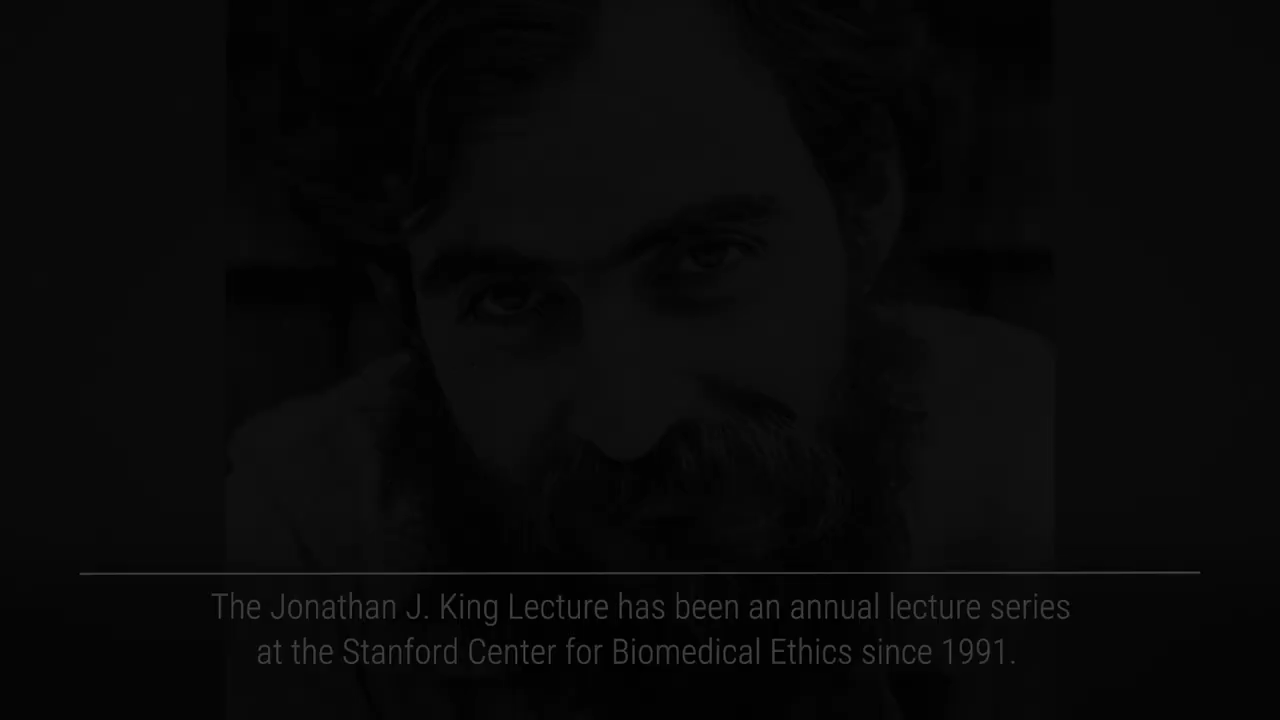 The Jonathan J. King Lecture has been an annual lecture series
at the Stanford Center for Biomedical Ethics since 1991.